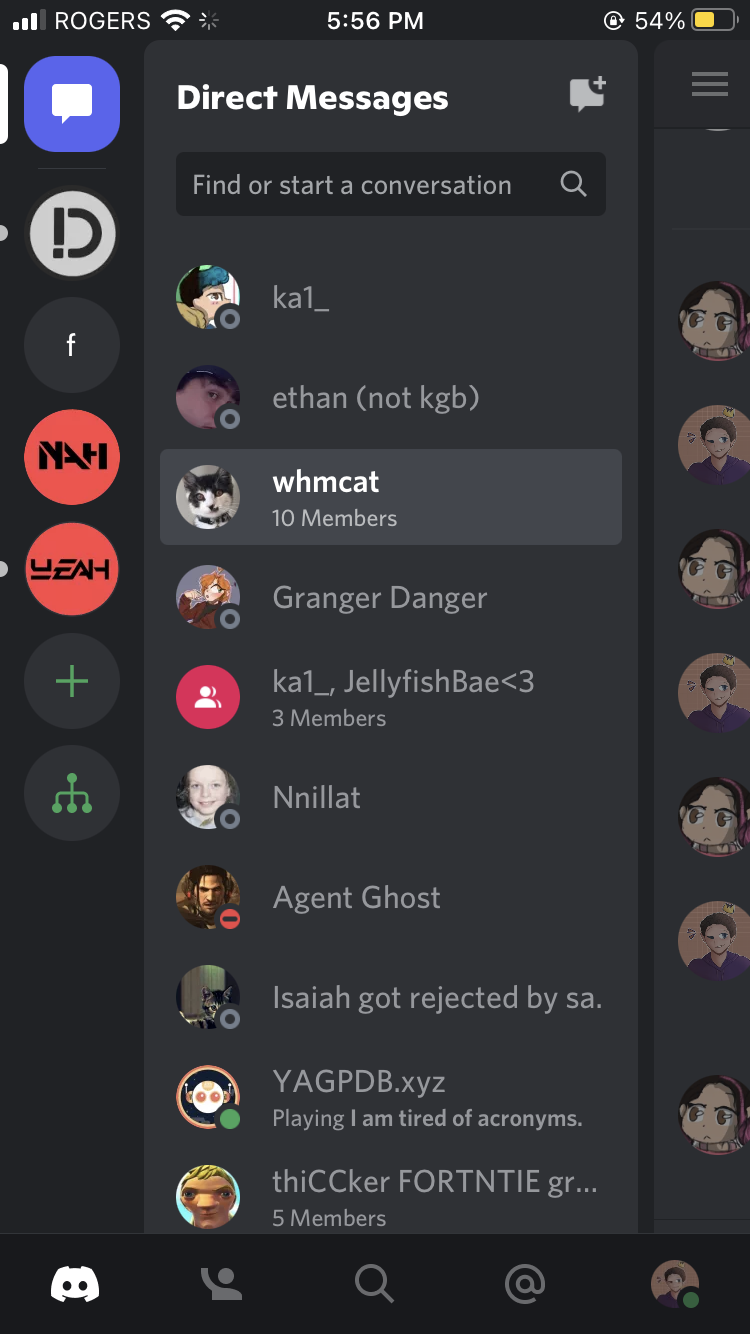 ROGERS 5:56 PM 54%
Direct Messages
Find or start a conversation
ka1_
f
ethan (not kgb)
NAH
whmcat
10 Members
YEAH
Granger Danger
ka1_, JellyfishBae<3
3 Members
Nnillat
Agent Ghost
Isaiah got rejected by sa.
YAGPDB.xyz
Playing I am tired of acronyms.
thiCCker FORTNTIE gr...
5 Members